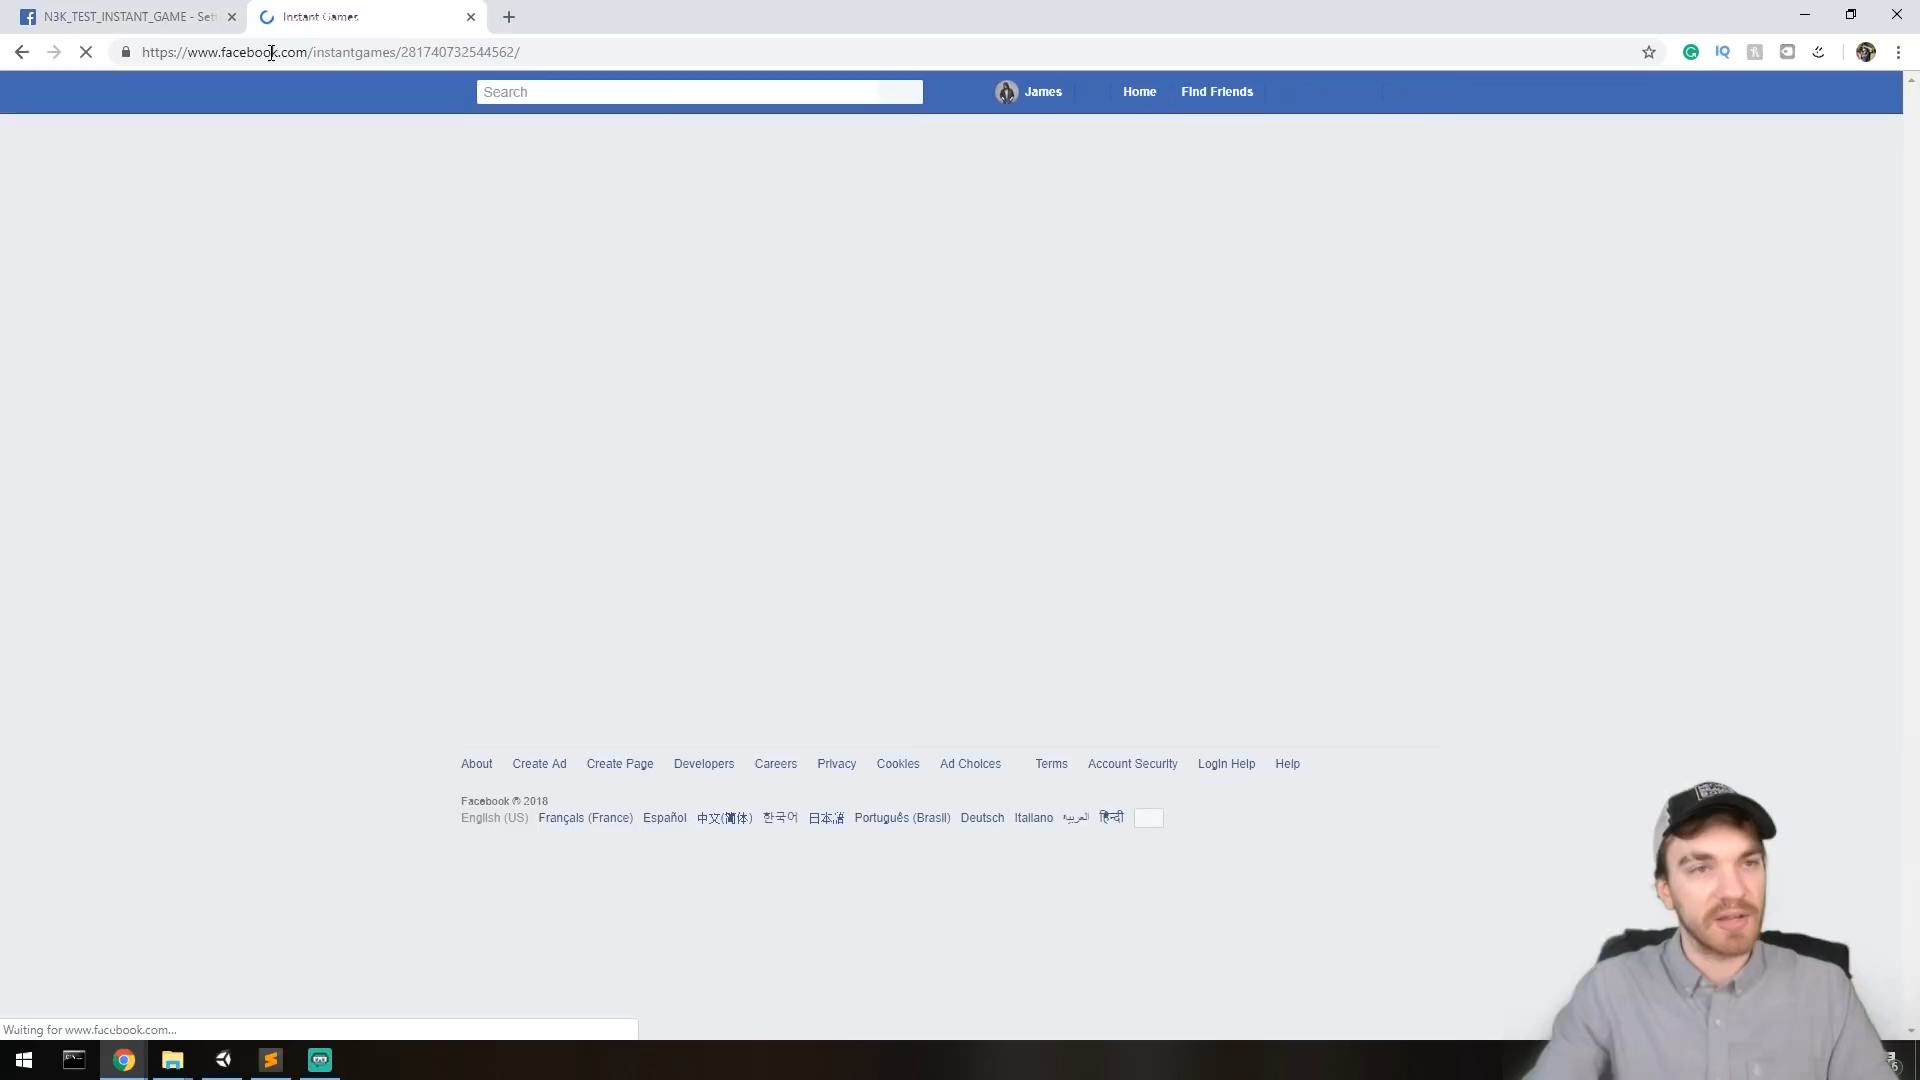 N3K_TEST_INSTANT_GAME - Sett
Instant Games
https://www.facebook.com/instantgames/281740732544562/
Search
James
Home
Find Friends
About Create Ad Create Page Developers Careers Privacy Cookies Ad Choices Terms Account Security Login Help Help
Facebook © 2018
English (US) Français (France) Español 中文(简体) 한국어 日本語 Português (Brasil) Deutsch Italiano العربية हिन्दी
Waiting for www.facebook.com...